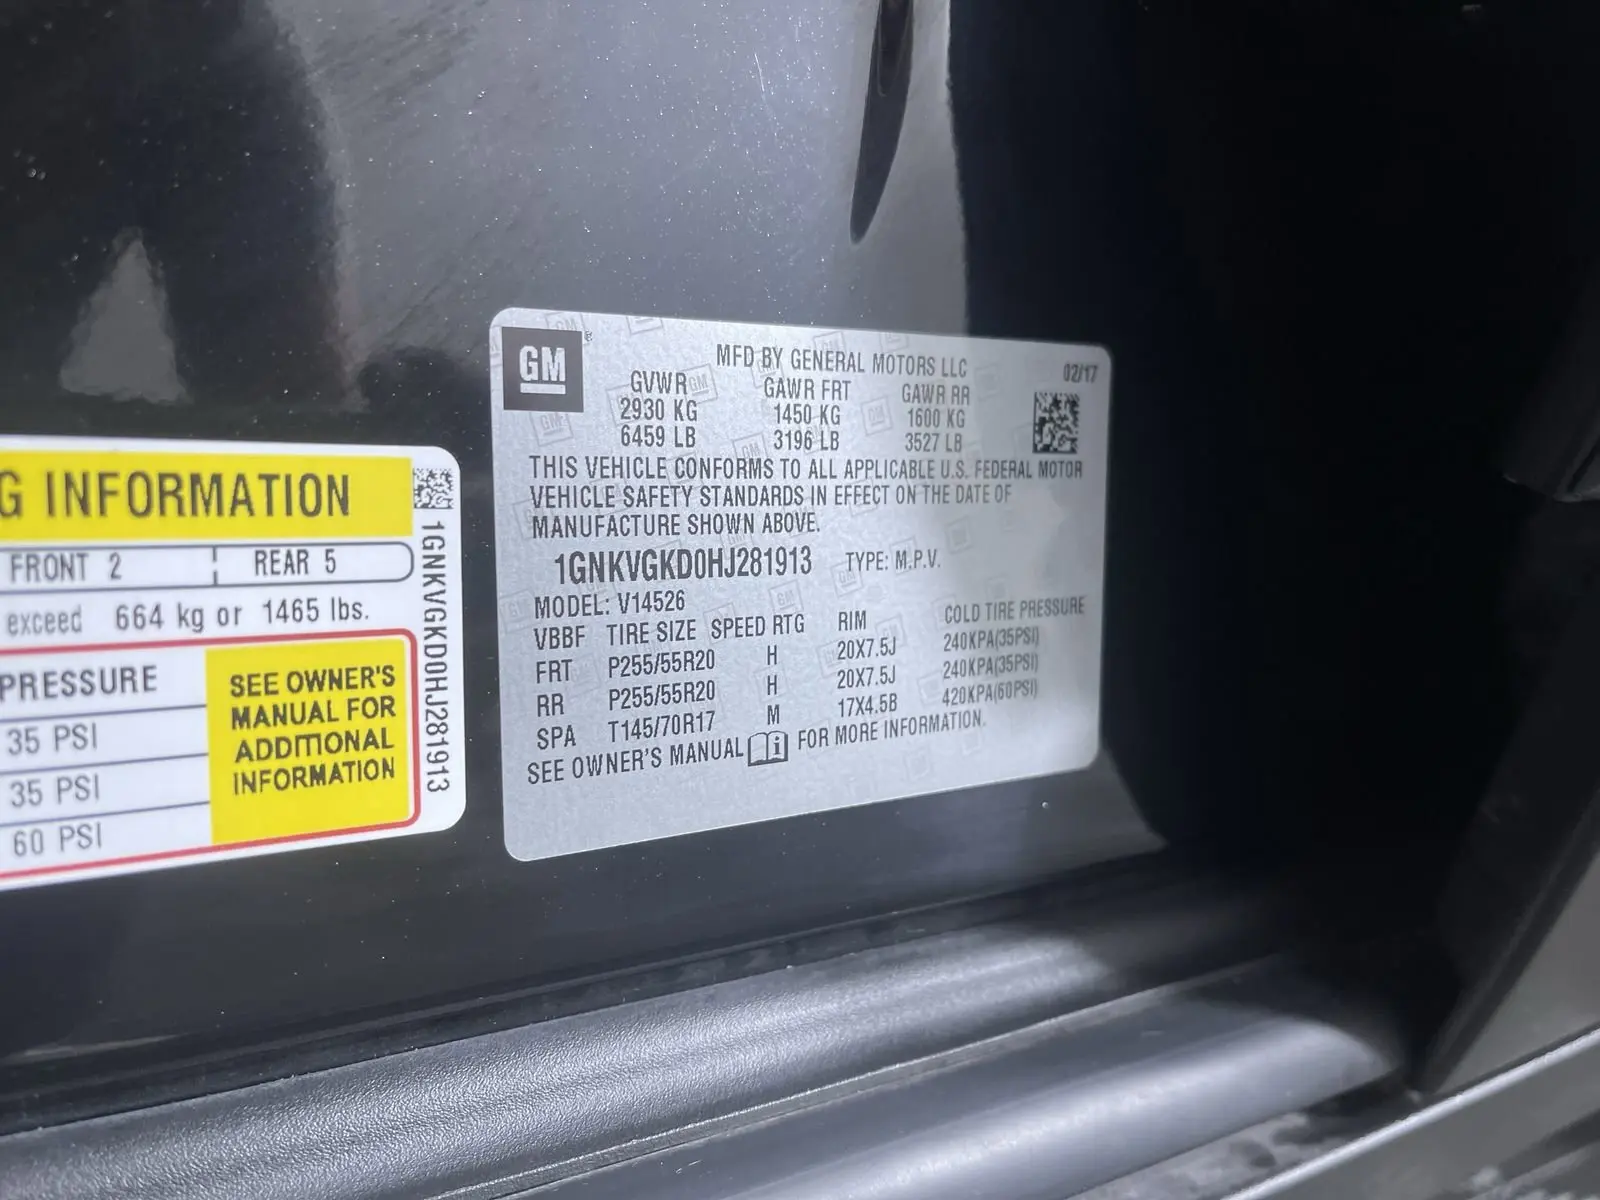 G INFORMATION
FRONT 2 REAR 5
exceed 664 kg or 1465 lbs.
PRESSURE
35 PSI
35 PSI
60 PSI
SEE OWNER'S
MANUAL FOR
ADDITIONAL
INFORMATION
1GNKVGKD0HJ281913
GM
MFD BY GENERAL MOTORS LLC 02/17
GVWR GAWR FRT GAWR RR
2930 KG 1450 KG 1600 KG
6459 LB 3196 LB 3527 LB
THIS VEHICLE CONFORMS TO ALL APPLICABLE U.S. FEDERAL MOTOR
VEHICLE SAFETY STANDARDS IN EFFECT ON THE DATE OF
MANUFACTURE SHOWN ABOVE.
1GNKVGKD0HJ281913 TYPE: M.P.V.
MODEL: V14526
VBBF TIRE SIZE SPEED RTG RIM COLD TIRE PRESSURE
FRT P255/55R20 H 20X7.5J 240KPA(35PSI)
RR P255/55R20 H 20X7.5J 240KPA(35PSI)
SPA T145/70R17 M 17X4.5B 420KPA(60PSI)
SEE OWNER'S MANUAL FOR MORE INFORMATION.